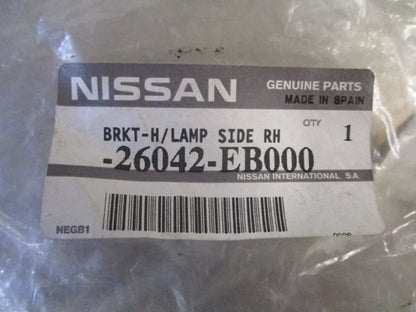 NISSAN
GENUINE PARTS
MADE IN SPAIN
BRKT-H/LAMP SIDE RH
QTY 1
-26042-EB000
NISSAN INTERNATIONAL S.A.
NEGB1